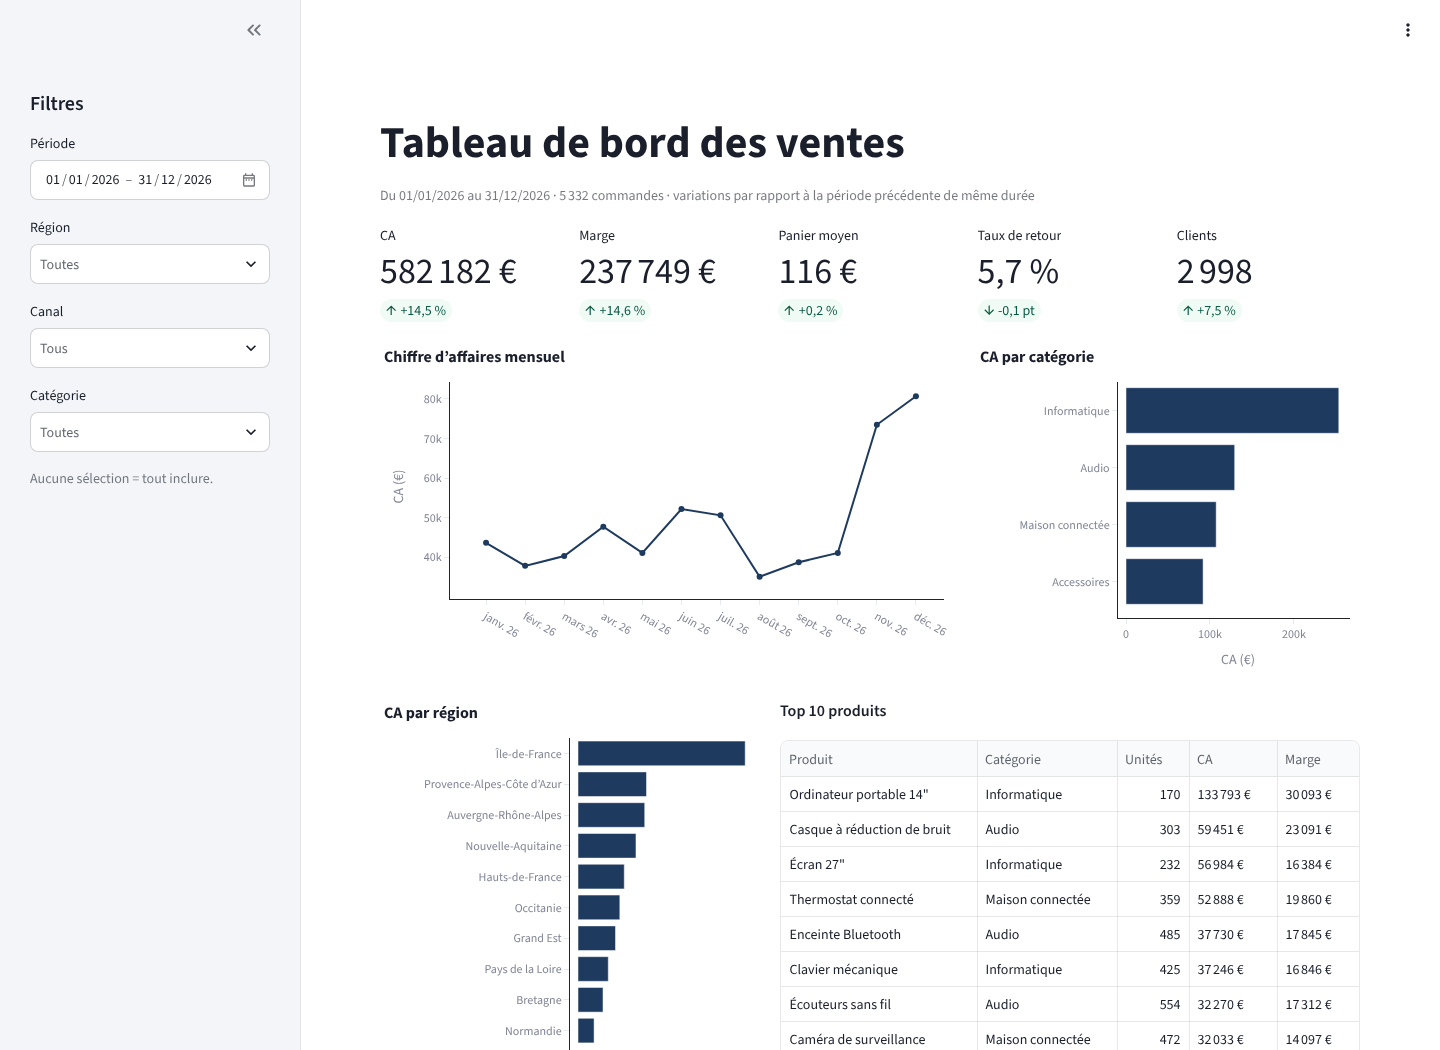 Filtres
Période
01 / 01 / 2026 – 31 / 12 / 2026
Région
Toutes
Canal
Tous
Catégorie
Toutes
Aucune sélection = tout inclure.
Tableau de bord des ventes
Du 01/01/2026 au 31/12/2026 · 5 332 commandes · variations par rapport à la période précédente de même durée
CA
582 182 €
+14,5 %
Marge
237 749 €
+14,6 %
Panier moyen
116 €
+0,2 %
Taux de retour
5,7 %
-0,1 pt
Clients
2 998
+7,5 %
Chiffre d’affaires mensuel
CA (€)
80k
70k
60k
50k
40k
janv. 26
févr. 26
mars 26
avr. 26
mai 26
juin 26
juil. 26
août 26
sept. 26
oct. 26
nov. 26
déc. 26
CA par catégorie
Informatique
Audio
Maison connectée
Accessoires
0 100k 200k
CA (€)
CA par région
Île-de-France
Provence-Alpes-Côte d’Azur
Auvergne-Rhône-Alpes
Nouvelle-Aquitaine
Hauts-de-France
Occitanie
Grand Est
Pays de la Loire
Bretagne
Normandie
Top 10 produits
Produit Catégorie Unités CA Marge
Ordinateur portable 14" Informatique 170 133 793 € 30 093 €
Casque à réduction de bruit Audio 303 59 451 € 23 091 €
Écran 27" Informatique 232 56 984 € 16 384 €
Thermostat connecté Maison connectée 359 52 888 € 19 860 €
Enceinte Bluetooth Audio 485 37 730 € 17 845 €
Clavier mécanique Informatique 425 37 246 € 16 846 €
Écouteurs sans fil Audio 554 32 270 € 17 312 €
Caméra de surveillance Maison connectée 472 32 033 € 14 097 €